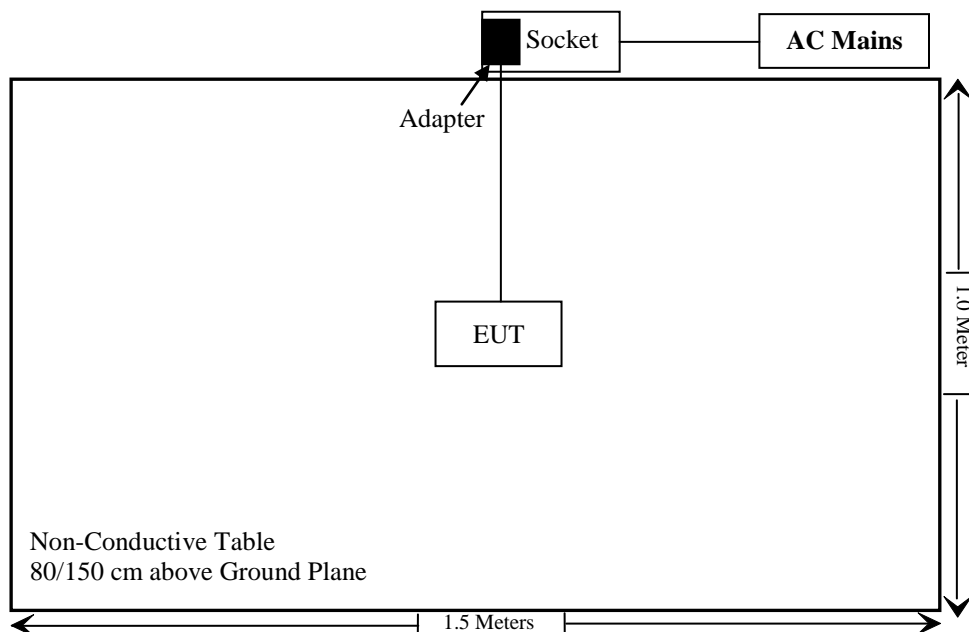 Socket
AC Mains
Adapter
EUT
1.0 Meter
Non-Conductive Table
80/150 cm above Ground Plane
1.5 Meters